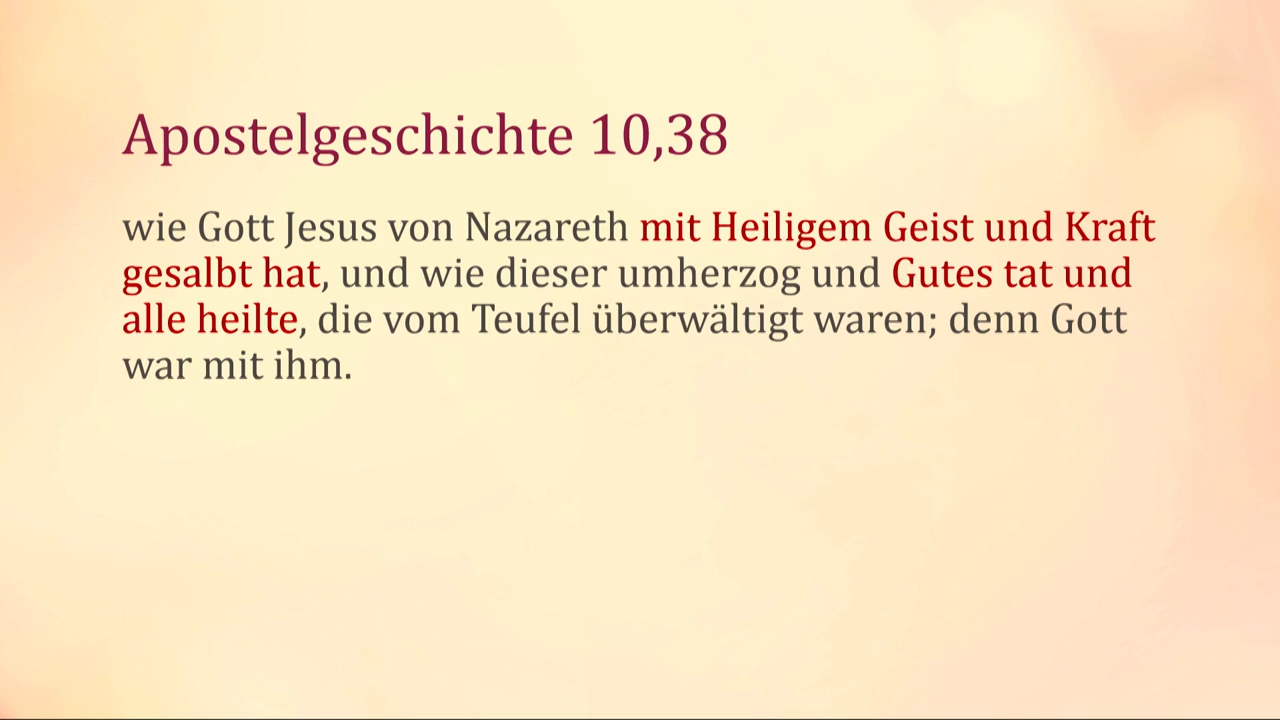 Apostelgeschichte 10,38
wie Gott Jesus von Nazareth mit Heiligem Geist und Kraft
gesalbt hat, und wie dieser umherzog und Gutes tat und
alle heilte, die vom Teufel überwältigt waren; denn Gott
war mit ihm.